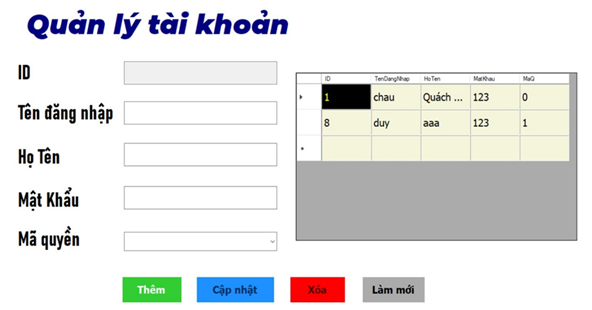 Quản lý tài khoản
ID
Tên đăng nhập
Họ Tên
Mật Khẩu
Mã quyền
ID TenDangNhap HoTen MatKhau MaQ
1 chau Quách ... 123 0
8 duy aaa 123 1
Thêm Cập nhật Xóa Làm mới